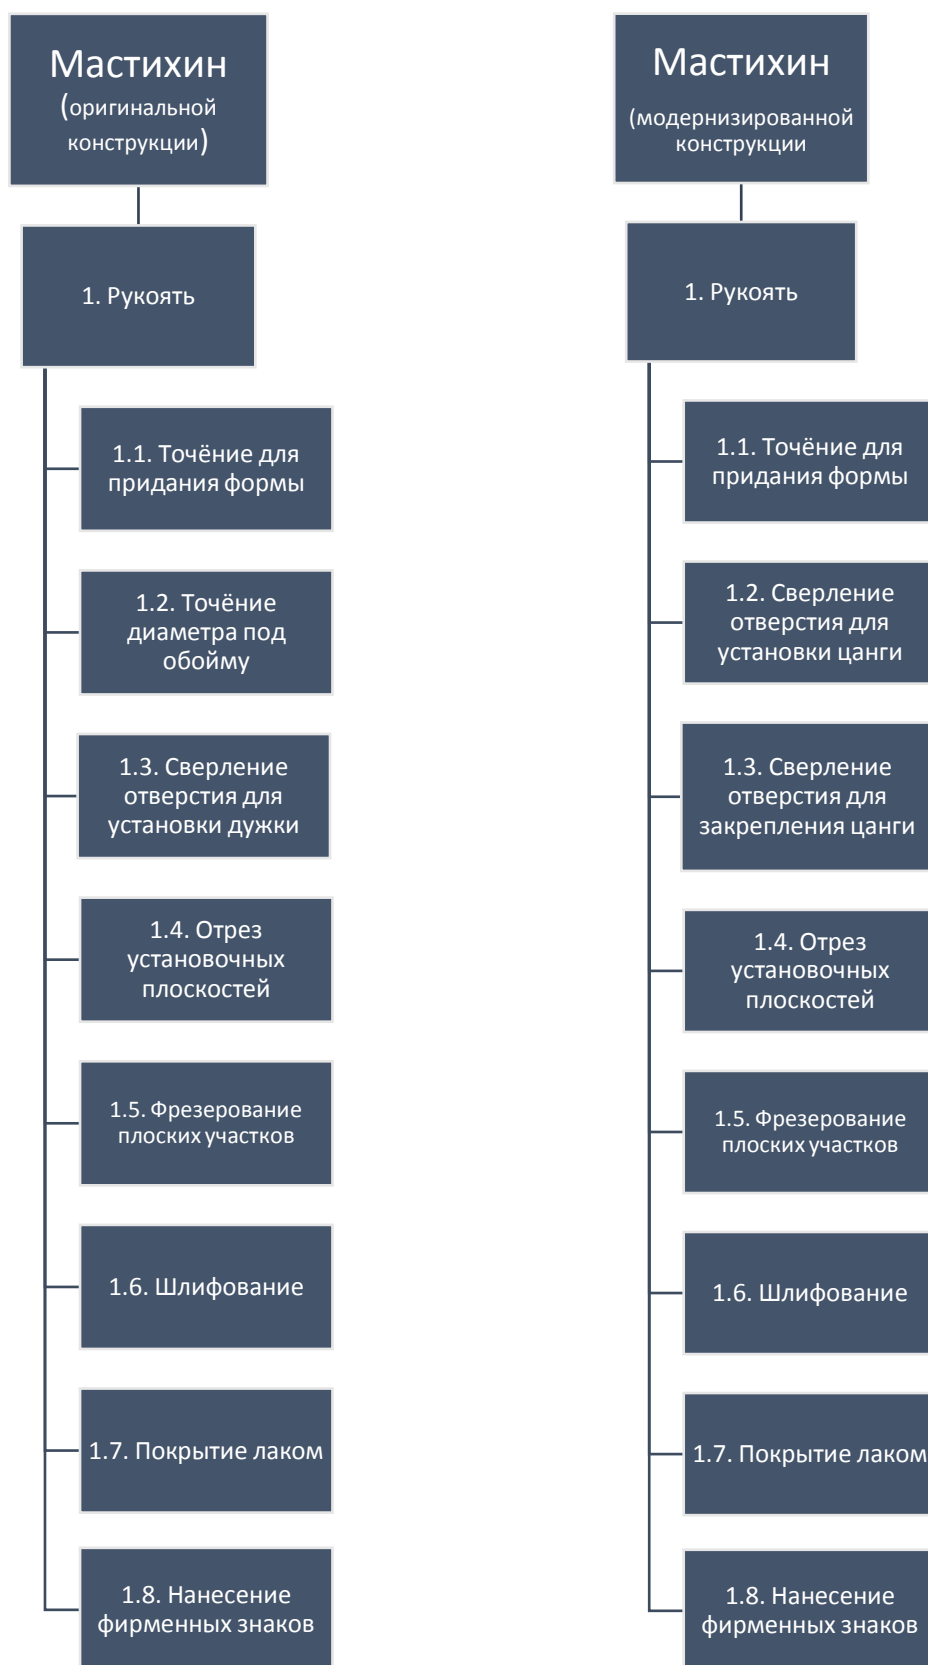 Мастихин
(оригинальной
конструкции)
1. Рукоять
1.1. Точёние для
придания формы
1.2. Точёние
диаметра под
обойму
1.3. Сверление
отверстия для
установки дужки
1.4. Отрез
установочных
плоскостей
1.5. Фрезерование
плоских участков
1.6. Шлифование
1.7. Покрытие лаком
1.8. Нанесение
фирменных знаков
Мастихин
(модернизированной
конструкции
1. Рукоять
1.1. Точёние для
придания формы
1.2. Сверление
отверстия для
установки цанги
1.3. Сверление
отверстия для
закрепления цанги
1.4. Отрез
установочных
плоскостей
1.5. Фрезерование
плоских участков
1.6. Шлифование
1.7. Покрытие лаком
1.8. Нанесение
фирменных знаков